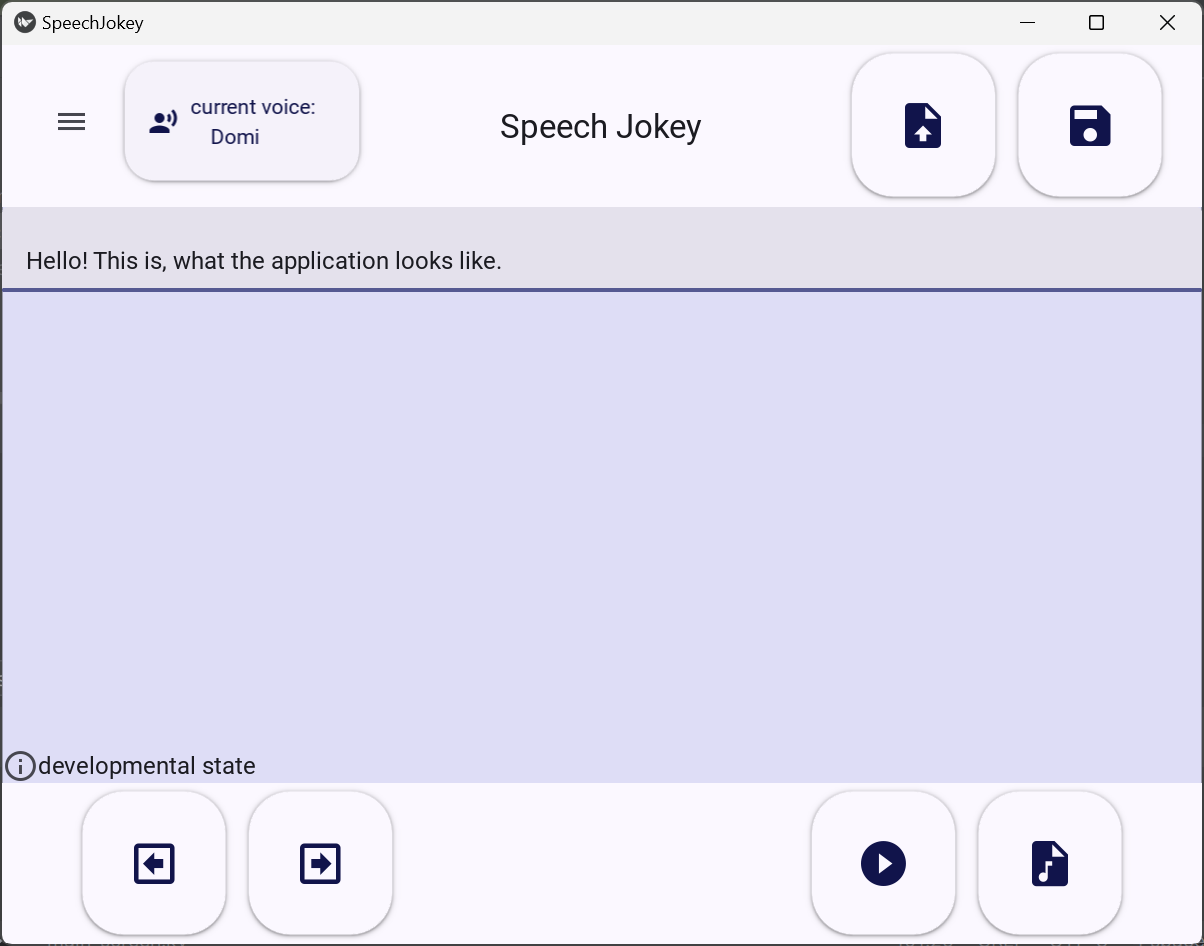 SpeechJokey
current voice:
Domi
Speech Jokey
Hello! This is, what the application looks like.
developmental state